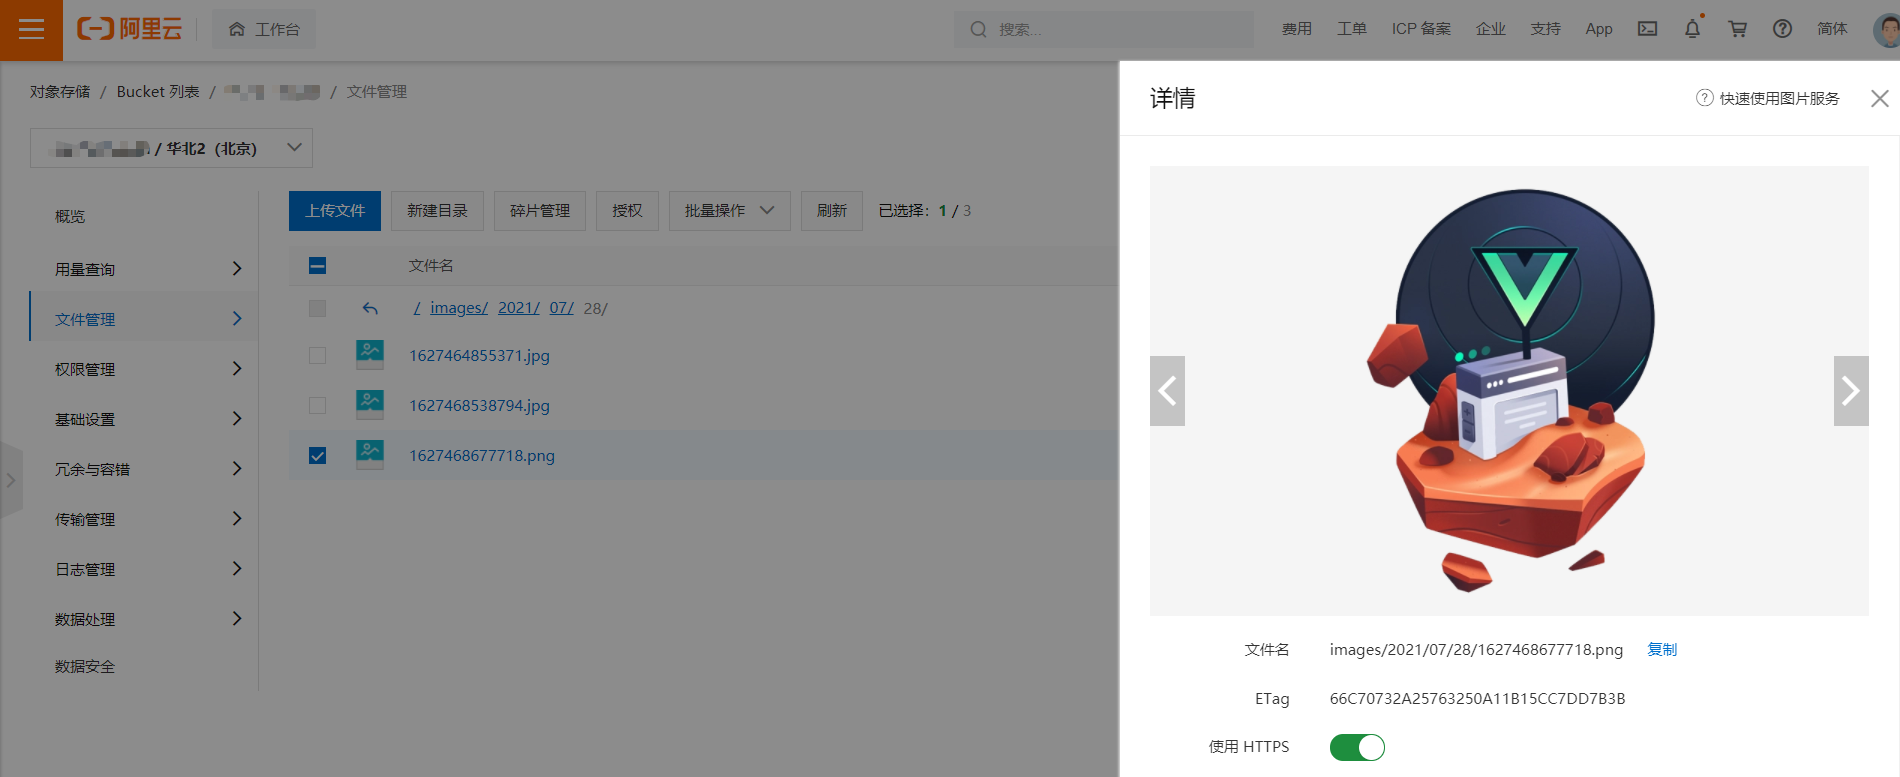 阿里云
工作台
搜索...
费用 工单 ICP 备案 企业 支持 App 简体
对象存储 / Bucket 列表 / / 文件管理
/ 华北2（北京）
概览
用量查询
文件管理
权限管理
基础设置
冗余与容错
传输管理
日志管理
数据处理
数据安全
上传文件 新建目录 碎片管理 授权 批量操作 刷新 已选择： 1 / 3
文件名
/ images/ 2021/ 07/ 28/
1627464855371.jpg
1627468538794.jpg
1627468677718.png
详情
快速使用图片服务
文件名 images/2021/07/28/1627468677718.png 复制
ETag 66C70732A25763250A11B15CC7DD7B3B
使用 HTTPS